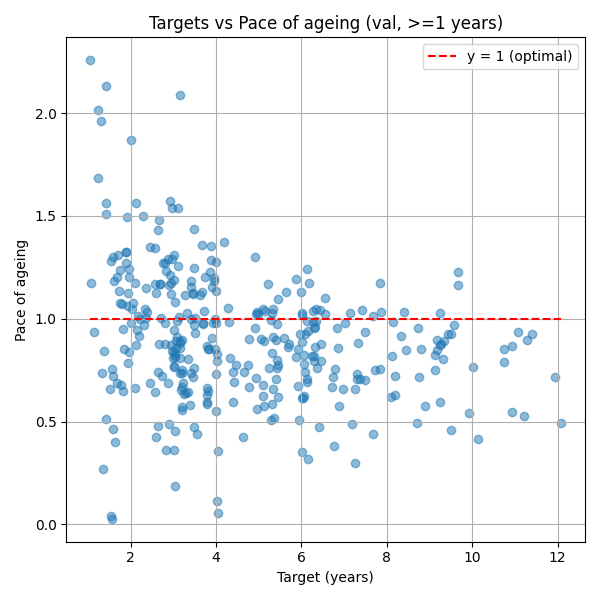 Targets vs Pace of ageing (val, >=1 years)
y = 1 (optimal)
2.0
1.5
1.0
0.5
0.0
Pace of ageing
2 4 6 8 10 12
Target (years)